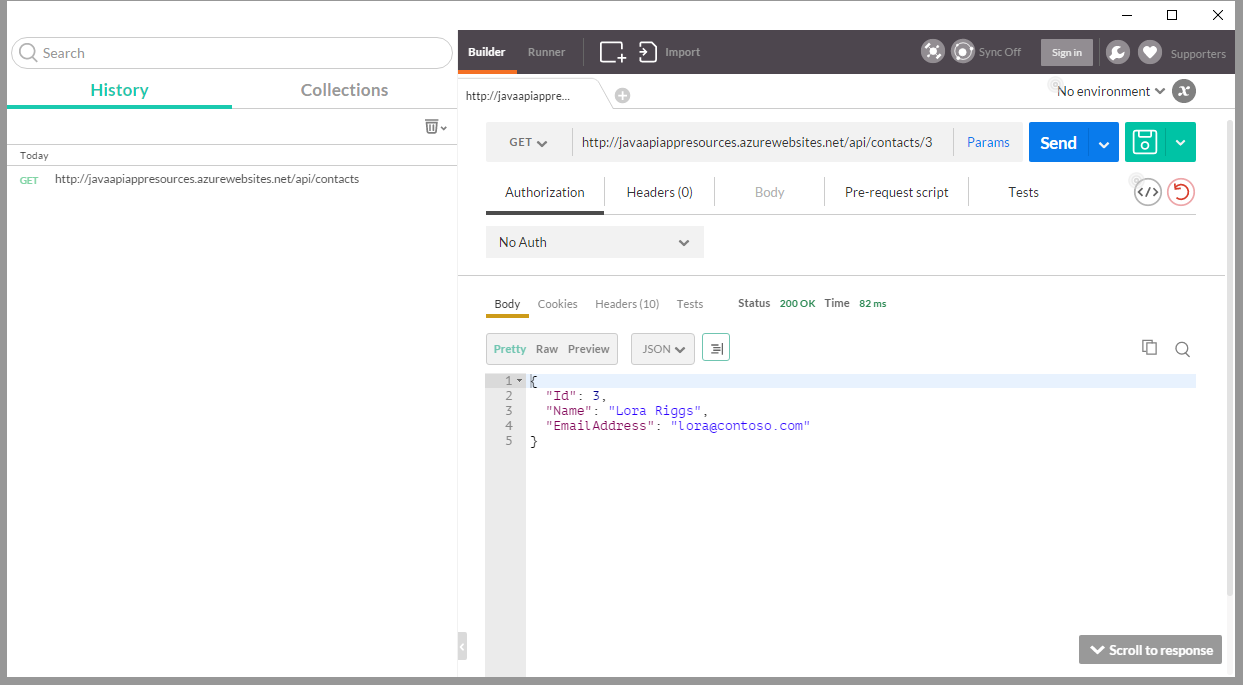 Search
History
Collections
Today
GET http://javaapiappresources.azurewebsites.net/api/contacts
Builder Runner Import Sync Off Sign in Supporters
http://javaapiappre...
No environment
GET http://javaapiappresources.azurewebsites.net/api/contacts/3 Params Send
Authorization Headers (0) Body Pre-request script Tests
No Auth
Body Cookies Headers (10) Tests Status 200 OK Time 82 ms
Pretty Raw Preview JSON
1 {
2 "Id": 3,
3 "Name": "Lora Riggs",
4 "EmailAddress": "lora@contoso.com"
5 }
Scroll to response